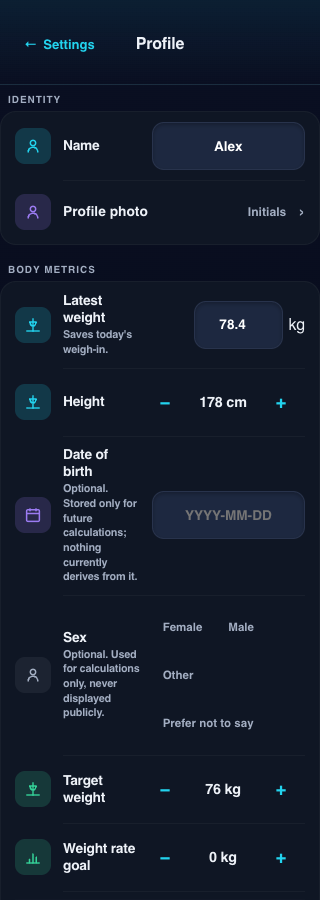 ← Settings
Profile
IDENTITY
Name
Alex
Profile photo
Initials ›
BODY METRICS
Latest
weight
Saves today's
weigh-in.
78.4 kg
Height
− 178 cm +
Date of
birth
Optional.
Stored only for
future
calculations;
nothing
currently
derives from it.
YYYY-MM-DD
Sex
Optional. Used
for calculations
only, never
displayed
publicly.
Female Male
Other
Prefer not to say
Target
weight
− 76 kg +
Weight rate
goal
− 0 kg +